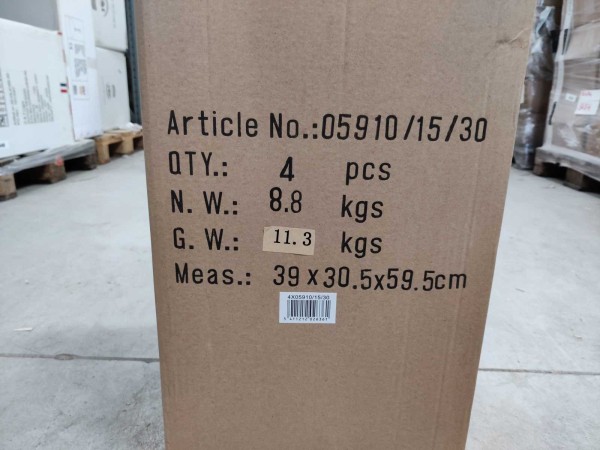 Article No.:05910/15/30
QTY.: 4 pcs
N. W.: 8.8 kgs
G. W.: 11.3 kgs
Meas.: 39 x 30.5x59.5cm
4X05910/15/30